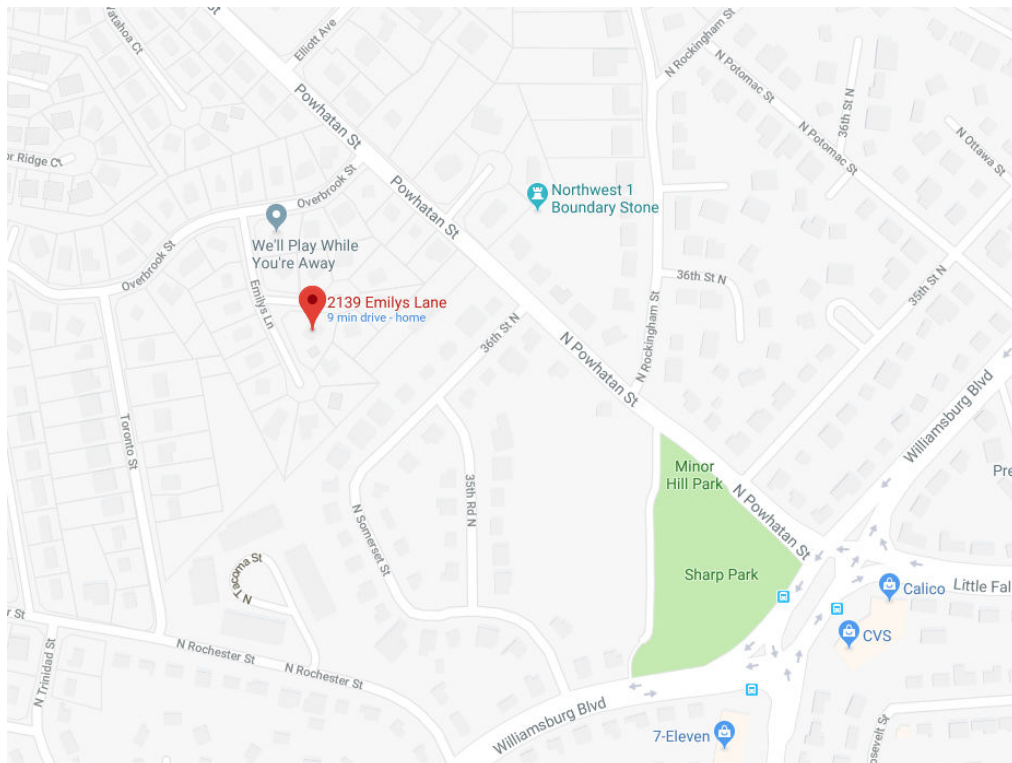 Elliott Ave
N Rockingham St
N Potomac St
36th St N
N Potomac St
N Ottawa St
Powhatan St
Overbrook St
Powhatan St
Northwest 1
Boundary Stone
We'll Play While
You're Away
Overbrook St
36th St N
35th St N
Emilys Ln
2139 Emilys Lane
9 min drive - home
36th St N
N Rockingham St
N Powhatan St
Williamsburg Blvd
Toronto St
Minor
Hill Park
35th Rd N
N Powhatan St
N Somerset St
N Tacoma St
Sharp Park
Calico
Little Fal
CVS
N Rochester St
N Rochester St
N Trinidad St
Williamsburg Blvd
7-Eleven